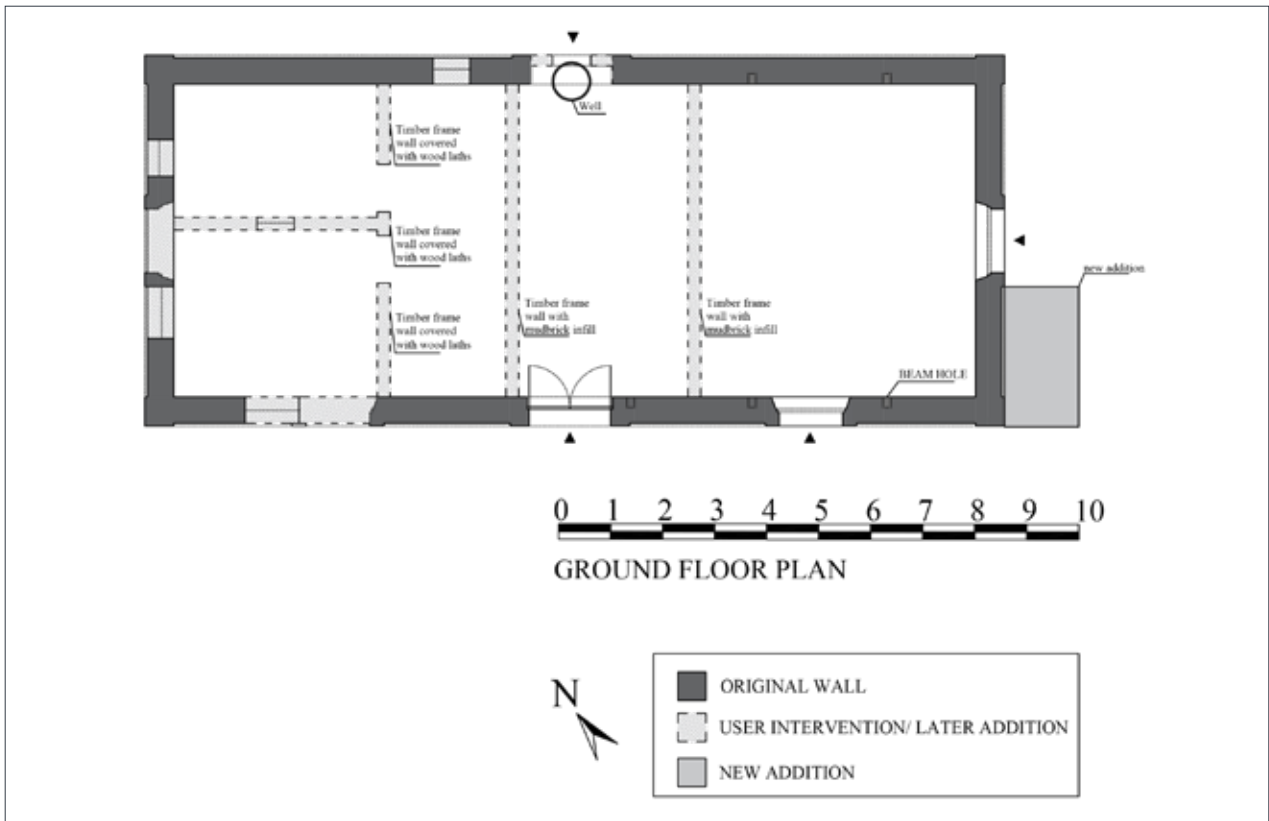 Well
Timber frame
wall covered
with wood laths
Timber frame
wall covered
with wood laths
new addition
Timber frame
wall covered
with wood laths
Timber frame
wall with
mudbrick infill
Timber frame
wall with
mudbrick infill
BEAM HOLE
0 1 2 3 4 5 6 7 8 9 10
GROUND FLOOR PLAN
N
ORIGINAL WALL
USER INTERVENTION/ LATER ADDITION
NEW ADDITION